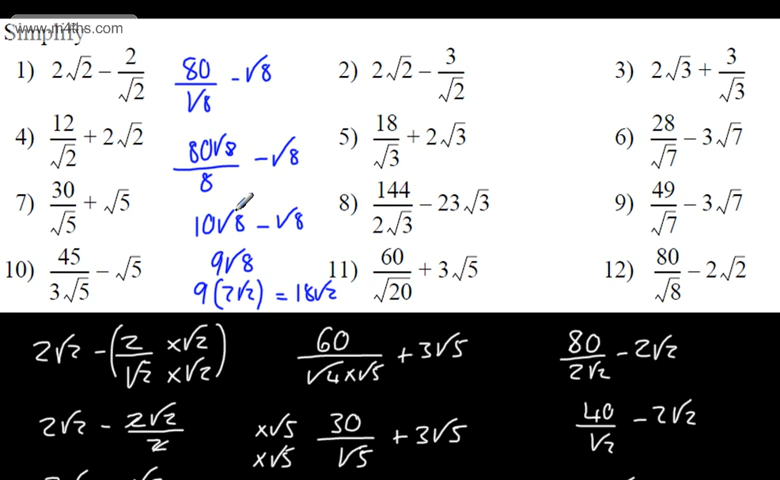 www.m4ths.com
Simplify
1) 2√2 − 2/√2
2) 2√2 − 3/√2
3) 2√3 + 3/√3
4) 12/√2 + 2√2
5) 18/√3 + 2√3
6) 28/√7 − 3√7
7) 30/√5 + √5
8) 144/2√3 − 23√3
9) 49/√7 − 3√7
10) 45/3√5 − √5
11) 60/√20 + 3√5
12) 80/√8 − 2√2
80/√8 − √8
80√8/8 − √8
10√8 − √8
9√8
9(2√2) = 18√2
2√2 − (2/√2 ×√2/×√2)
2√2 − 2√2/2
60/√4×√5 + 3√5
×√5/×√5 30/√5 + 3√5
80/2√2 − 2√2
40/√2 − 2√2